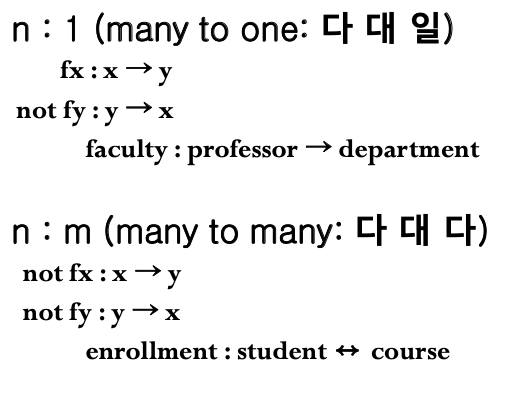 n : 1 (many to one: 다 대 일)
fx : x → y
not fy : y → x
faculty : professor → department
n : m (many to many: 다 대 다)
not fx : x → y
not fy : y → x
enrollment : student ↔ course